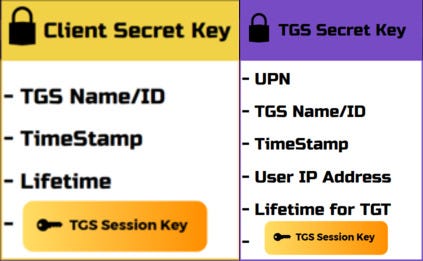 Client Secret Key
- TGS Name/ID
- TimeStamp
- Lifetime
- TGS Session Key
TGS Secret Key
- UPN
- TGS Name/ID
- TimeStamp
- User IP Address
- Lifetime for TGT
- TGS Session Key